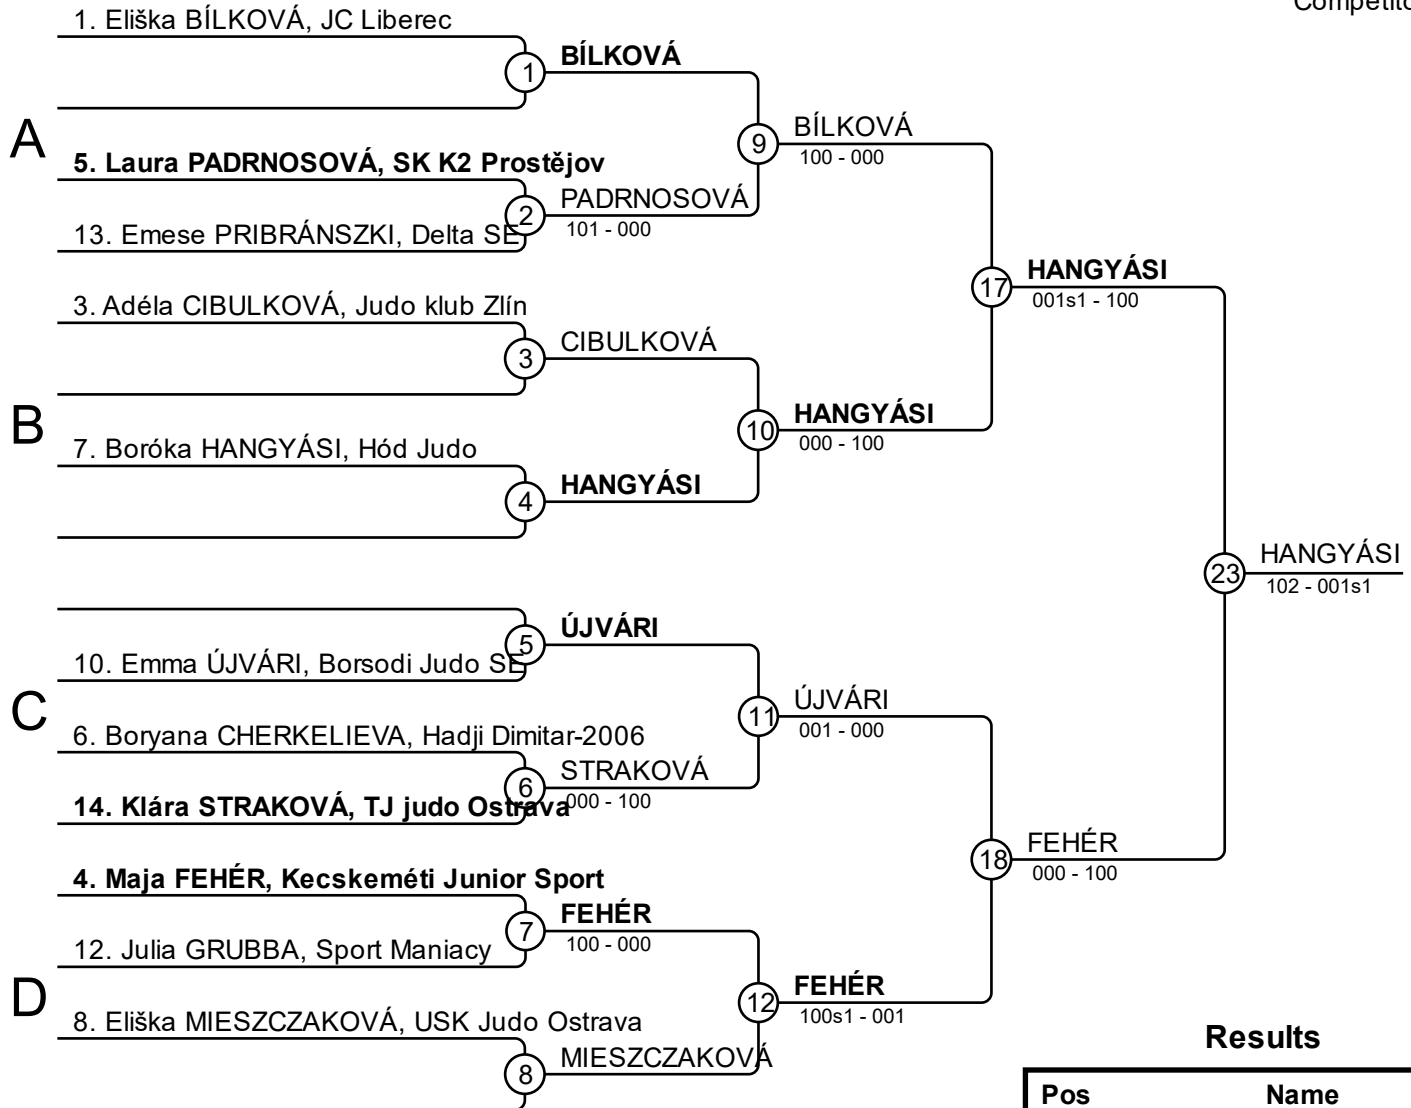 Competito
1. Eliška BÍLKOVÁ, JC Liberec
1
BÍLKOVÁ
A
5. Laura PADRNOSOVÁ, SK K2 Prostějov
2
PADRNOSOVÁ
101 - 000
13. Emese PRIBRÁNSZKI, Delta SE
9
BÍLKOVÁ
100 - 000
3. Adéla CIBULKOVÁ, Judo klub Zlín
3
CIBULKOVÁ
B
7. Boróka HANGYÁSI, Hód Judo
4
HANGYÁSI
10
HANGYÁSI
000 - 100
17
HANGYÁSI
001s1 - 100
5
ÚJVÁRI
10. Emma ÚJVÁRI, Borsodi Judo SE
C
6. Boryana CHERKELIEVA, Hadji Dimitar-2006
6
STRAKOVÁ
000 - 100
14. Klára STRAKOVÁ, TJ judo Ostrava
11
ÚJVÁRI
001 - 000
4. Maja FEHÉR, Kecskeméti Junior Sport
7
FEHÉR
100 - 000
12. Julia GRUBBA, Sport Maniacy
D
8. Eliška MIESZCZAKOVÁ, USK Judo Ostrava
8
MIESZCZAKOVÁ
12
FEHÉR
100s1 - 001
18
FEHÉR
000 - 100
23
HANGYÁSI
102 - 001s1
Results
Pos Name